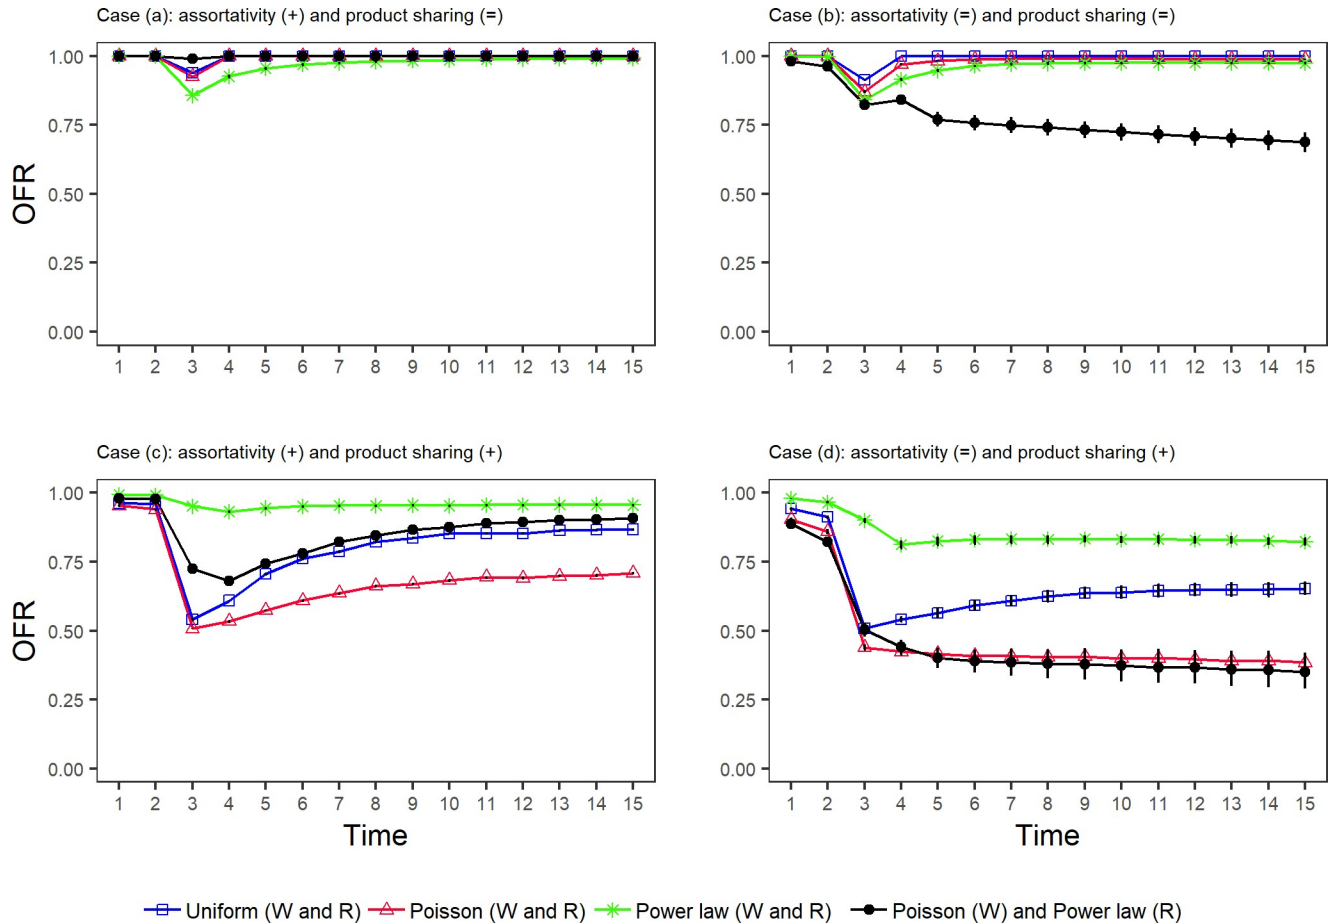 Case (a): assortativity (+) and product sharing (=)
OFR
1.00
0.75
0.50
0.25
0.00
1 2 3 4 5 6 7 8 9 10 11 12 13 14 15
Case (b): assortativity (=) and product sharing (=)
1.00
0.75
0.50
0.25
0.00
1 2 3 4 5 6 7 8 9 10 11 12 13 14 15
Case (c): assortativity (+) and product sharing (+)
OFR
1.00
0.75
0.50
0.25
0.00
1 2 3 4 5 6 7 8 9 10 11 12 13 14 15
Time
Case (d): assortativity (=) and product sharing (+)
1.00
0.75
0.50
0.25
0.00
1 2 3 4 5 6 7 8 9 10 11 12 13 14 15
Time
Uniform (W and R) Poisson (W and R) Power law (W and R) Poisson (W) and Power law (R)